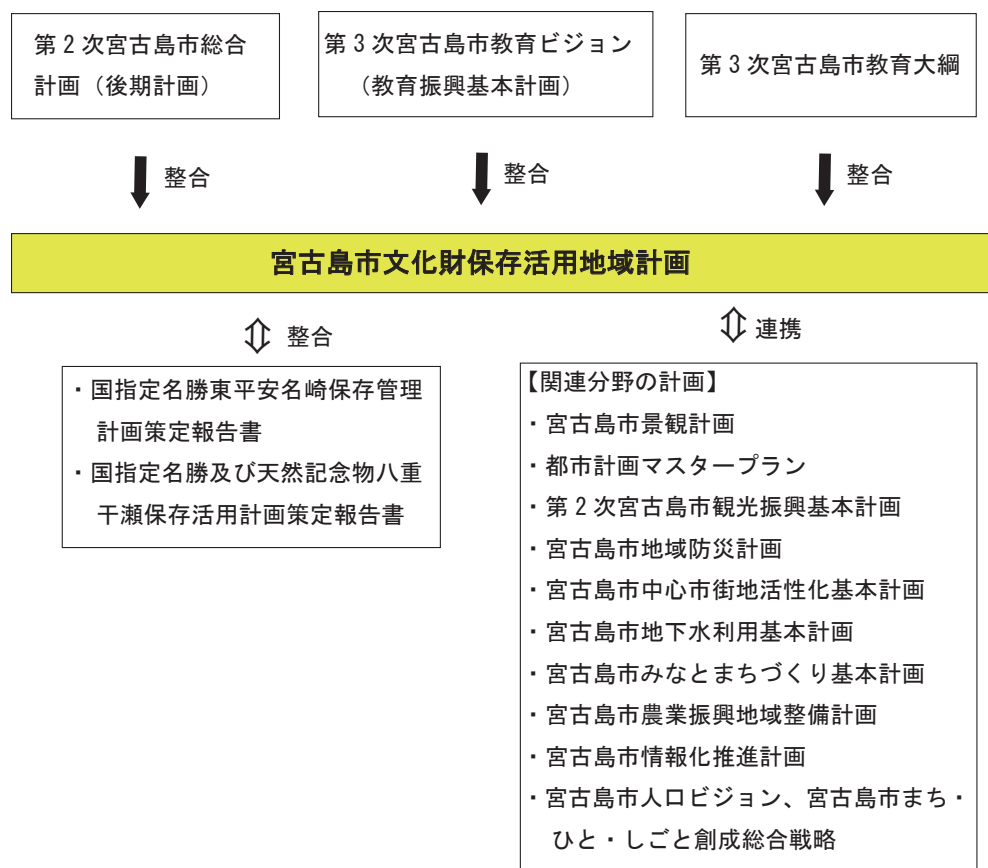 第２次宮古島市総合
計画（後期計画）
第３次宮古島市教育ビジョン
（教育振興基本計画）
第３次宮古島市教育大綱
整合
整合
整合
宮古島市文化財保存活用地域計画
整合
連携
・国指定名勝東平安名崎保存管理
計画策定報告書
・国指定名勝及び天然記念物八重
干瀬保存活用計画策定報告書
【関連分野の計画】
・宮古島市景観計画
・都市計画マスタープラン
・第２次宮古島市観光振興基本計画
・宮古島市地域防災計画
・宮古島市中心市街地活性化基本計画
・宮古島市地下水利用基本計画
・宮古島市みなとまちづくり基本計画
・宮古島市農業振興地域整備計画
・宮古島市情報化推進計画
・宮古島市人口ビジョン、宮古島市まち・
ひと・しごと創成総合戦略